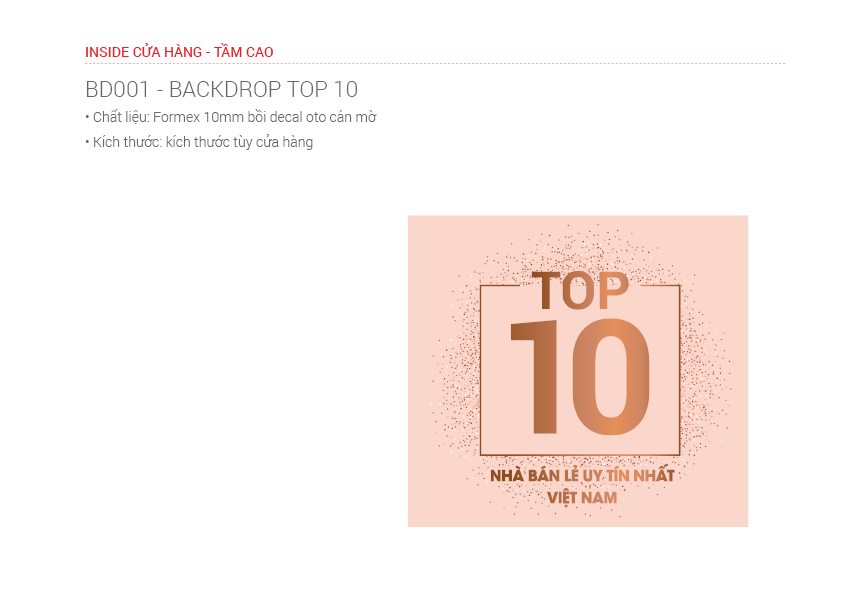 INSIDE CỬA HÀNG - TẦM CAO
BD001 - BACKDROP TOP 10
• Chất liệu: Formex 10mm bồi decal oto cán mờ
• Kích thước: kích thước tùy cửa hàng
TOP
10
NHÀ BÁN LẺ UY TÍN NHẤT
VIỆT NAM